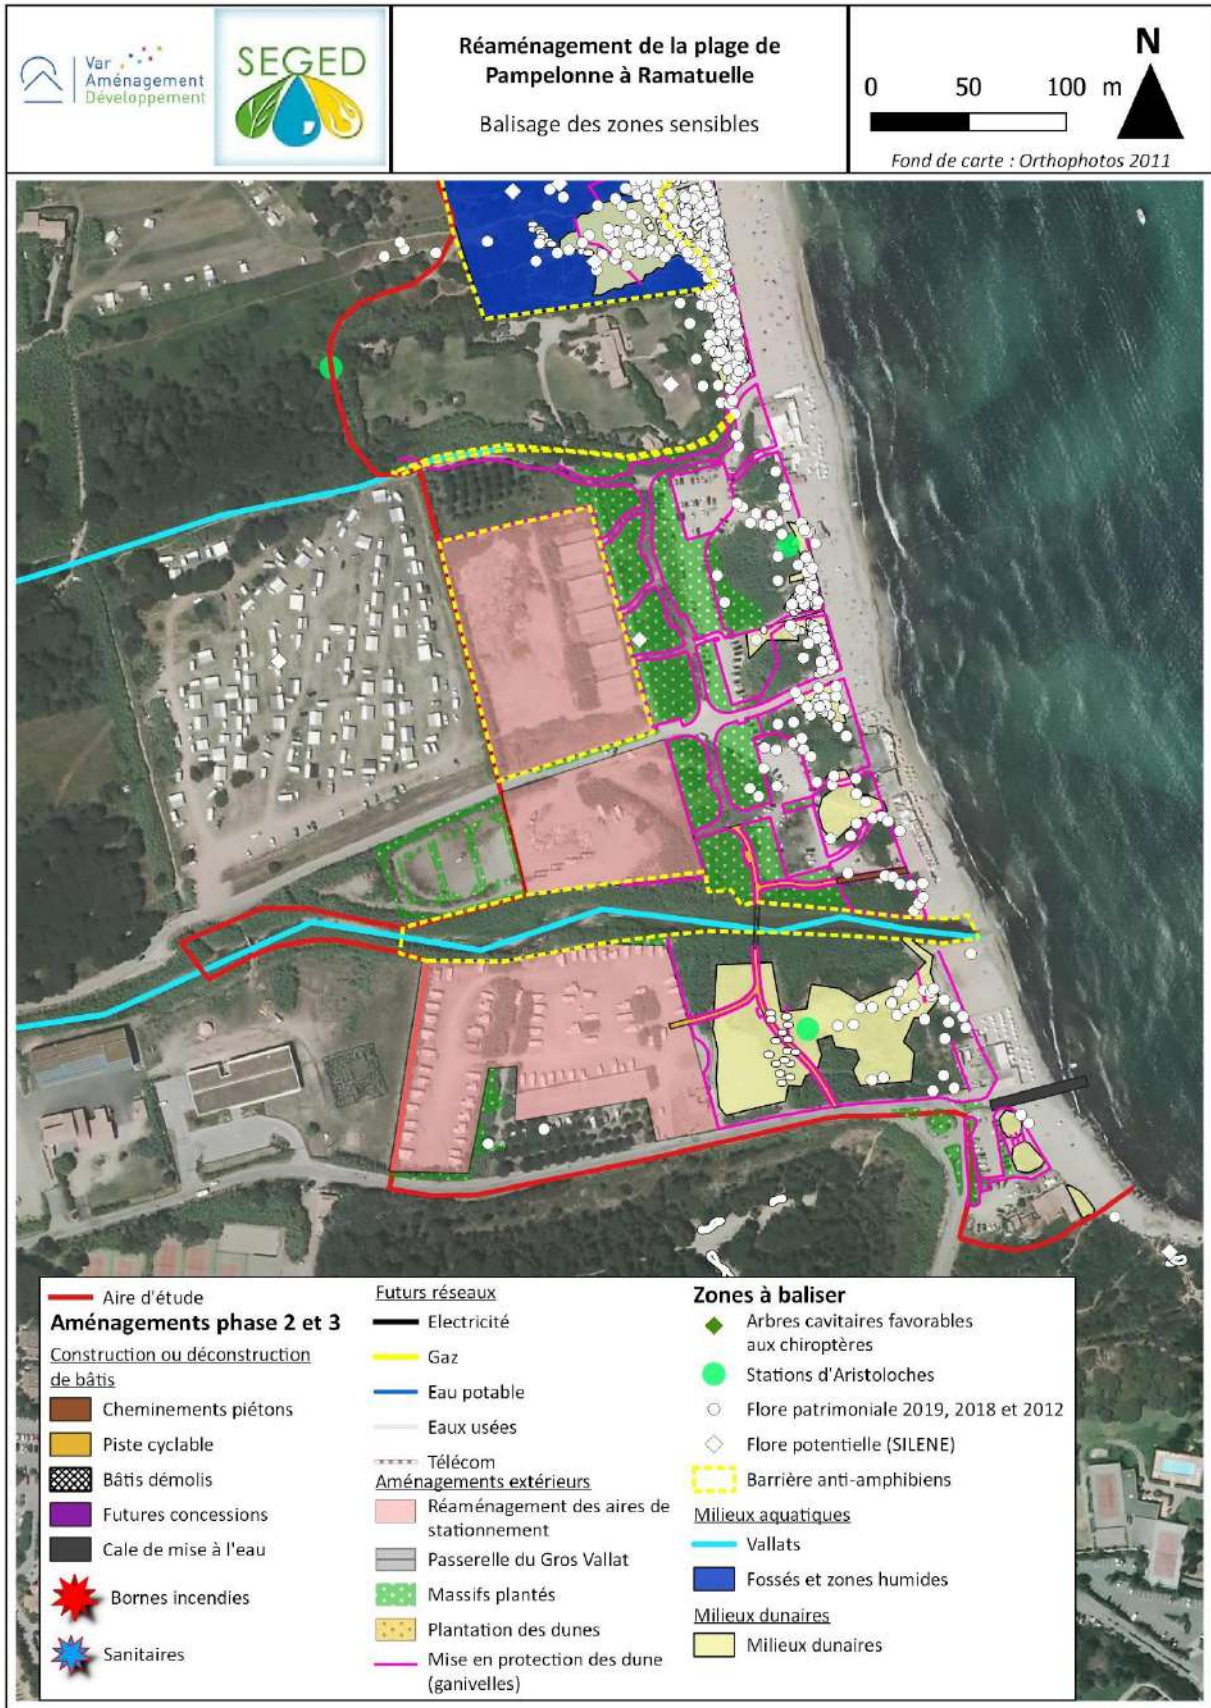 Var
Aménagement
Développement
SEGED
Réaménagement de la plage de
Pampelonne à Ramatuelle
Balisage des zones sensibles
N
0 50 100 m
Fond de carte : Orthophotos 2011
Aire d'étude
Aménagements phase 2 et 3
Construction ou déconstruction
de bâtis
Cheminements piétons
Piste cyclable
Bâtis démolis
Futures concessions
Cale de mise à l'eau
Bornes incendies
Sanitaires
Futurs réseaux
Electricité
Gaz
Eau potable
Eaux usées
Télécom
Aménagements extérieurs
Réaménagement des aires de
stationnement
Passerelle du Gros Vallat
Massifs plantés
Plantation des dunes
Mise en protection des dune
(ganivelles)
Zones à baliser
Arbres cavitaires favorables
aux chiroptères
Stations d'Aristoloches
Flore patrimoniale 2019, 2018 et 2012
Flore potentielle (SILENE)
Barrière anti-amphibiens
Milieux aquatiques
Vallats
Fossés et zones humides
Milieux dunaires
Milieux dunaires